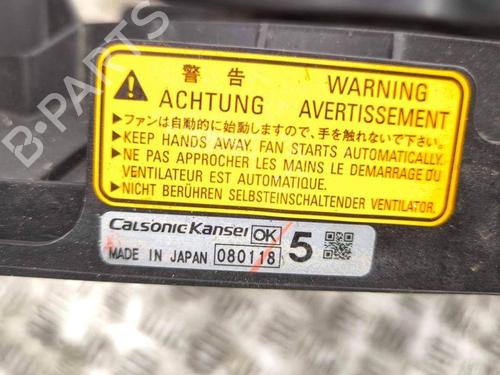 警告 WARNING
ACHTUNG AVERTISSEMENT
▶ファンは自動的に始動しますので、手を触れないで下さい。
▶KEEP HANDS AWAY. FAN STARTS AUTOMATICALLY.
▶NE PAS APPROCHER LES MAINS LE DEMARRAGE DU
VENTILATEUR EST AUTOMATIQUE.
▶NICHT BERÜHREN SELBSTEINSCHALTENDER VENTILATOR.
CALSONIC KANSEI OK 5
MADE IN JAPAN 080118
B-PARTS